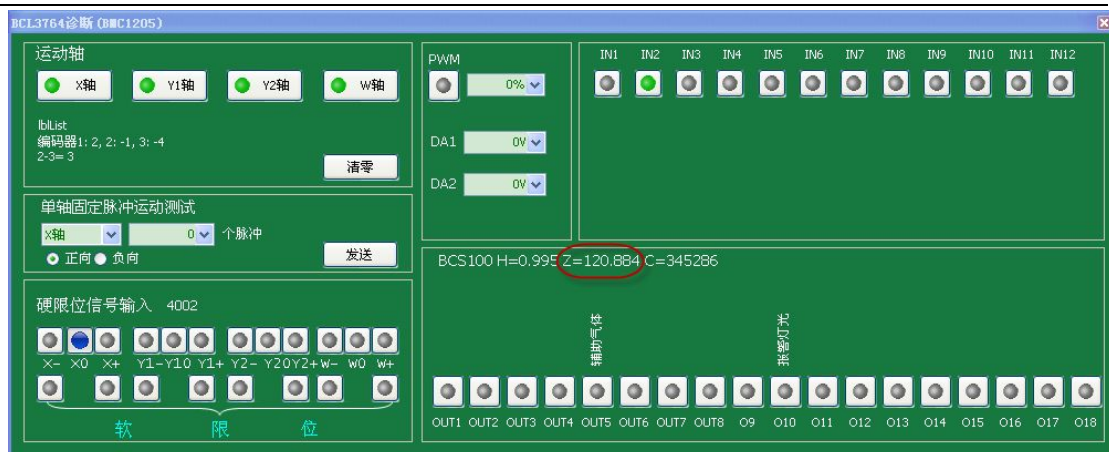 BCL3764诊断 (BMC1205)
运动轴
X轴 Y1轴 Y2轴 W轴
lblList
编码器1: 2, 2: -1, 3: -4
2-3= 3
清零
单轴固定脉冲运动测试
X轴 0 个脉冲
正向 负向
发送
硬限位信号输入 4002
X- X0 X+ Y1- Y10 Y1+ Y2- Y20 Y2+ W- W0 W+
软 限 位
PWM
0%
DA1 0V
DA2 0V
IN1 IN2 IN3 IN4 IN5 IN6 IN7 IN8 IN9 IN10 IN11 IN12
BCS100 H=0.995 Z=120.884 C=345286
辅助气体
报警灯光
OUT1 OUT2 OUT3 OUT4 OUT5 OUT6 OUT7 OUT8 O9 O10 O11 O12 O13 O14 O15 O16 O17 O18